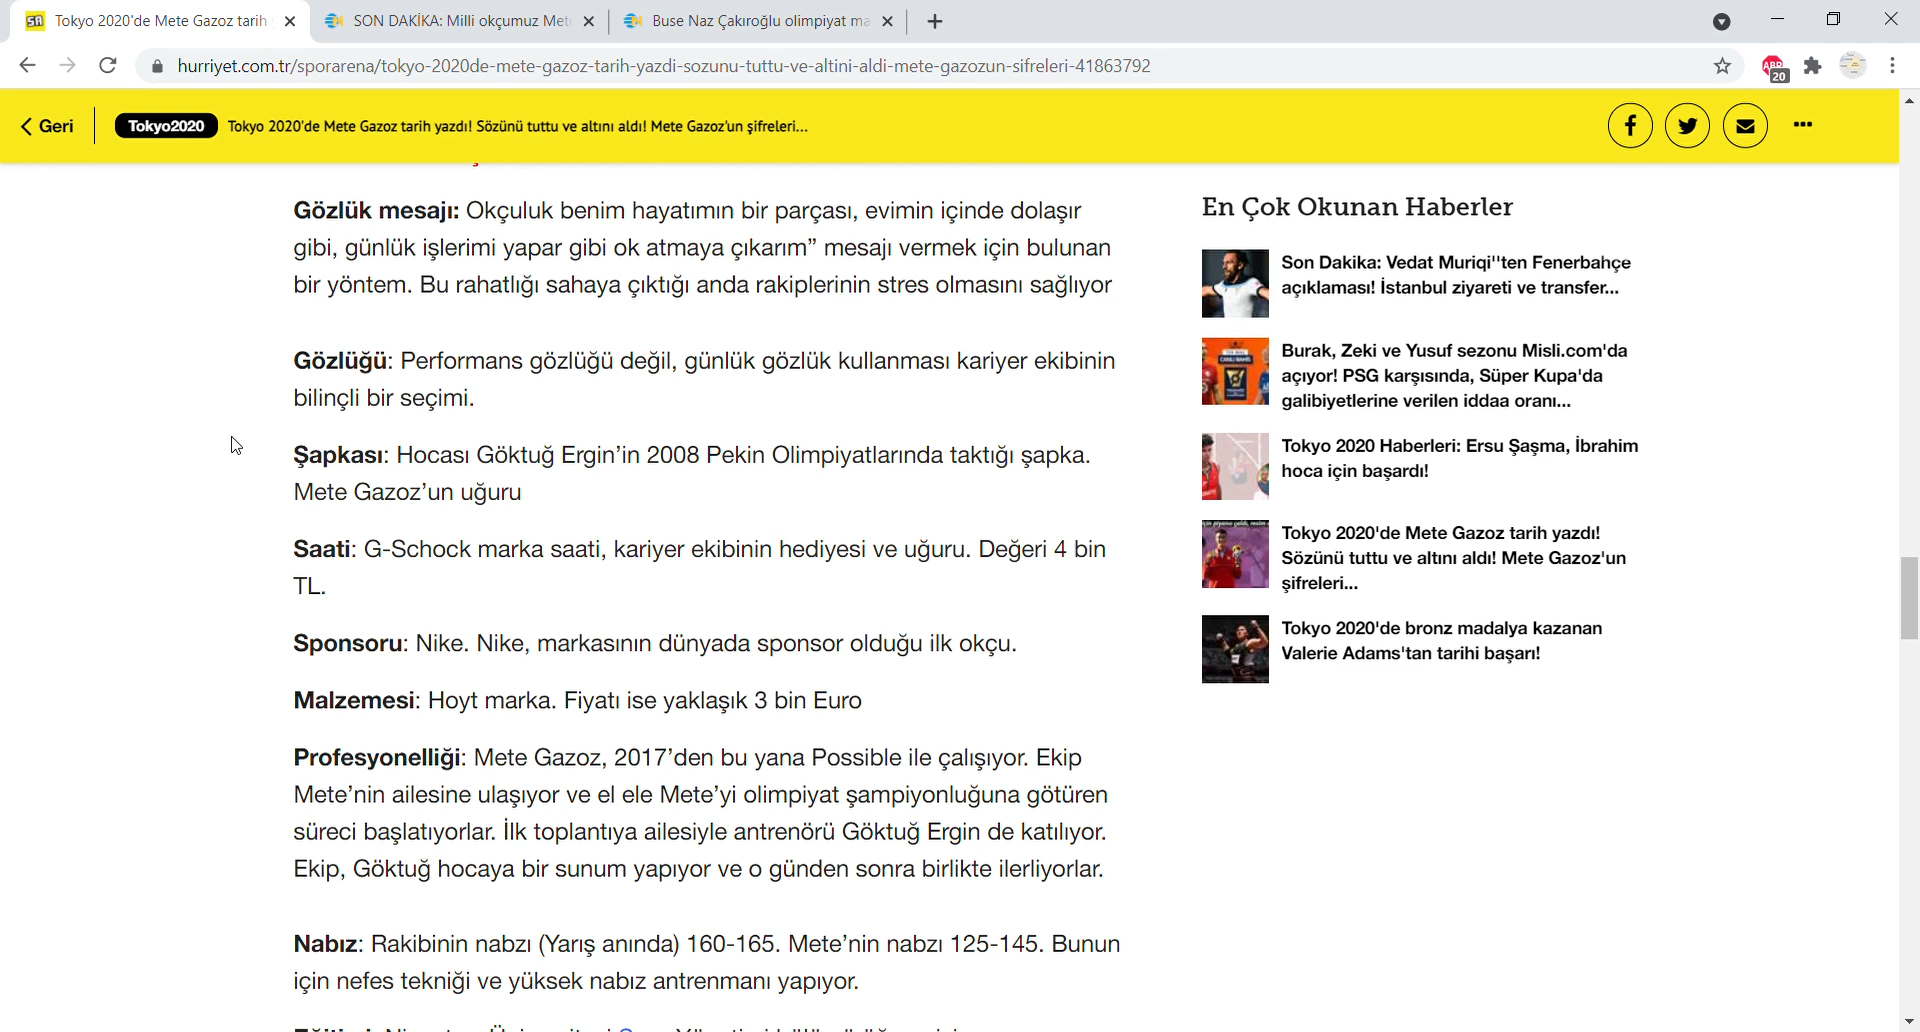 Tokyo 2020'de Mete Gazoz tarih
SON DAKİKA: Milli okçumuz Met
Buse Naz Çakıroğlu olimpiyat ma
hurriyet.com.tr/sporarena/tokyo-2020de-mete-gazoz-tarih-yazdi-sozunu-tuttu-ve-altini-aldi-mete-gazozun-sifreleri-41863792
ABP
20
Geri
Tokyo2020
Tokyo 2020'de Mete Gazoz tarih yazdı! Sözünü tuttu ve altını aldı! Mete Gazoz'un şifreleri...
Gözlük mesajı: Okçuluk benim hayatımın bir parçası, evimin içinde dolaşır
gibi, günlük işlerimi yapar gibi ok atmaya çıkarım” mesajı vermek için bulunan
bir yöntem. Bu rahatlığı sahaya çıktığı anda rakiplerinin stres olmasını sağlıyor
Gözlüğü: Performans gözlüğü değil, günlük gözlük kullanması kariyer ekibinin
bilinçli bir seçimi.
Şapkası: Hocası Göktuğ Ergin’in 2008 Pekin Olimpiyatlarında taktığı şapka.
Mete Gazoz’un uğuru
Saati: G-Schock marka saati, kariyer ekibinin hediyesi ve uğuru. Değeri 4 bin
TL.
Sponsoru: Nike. Nike, markasının dünyada sponsor olduğu ilk okçu.
Malzemesi: Hoyt marka. Fiyatı ise yaklaşık 3 bin Euro
Profesyonelliği: Mete Gazoz, 2017’den bu yana Possible ile çalışıyor. Ekip
Mete’nin ailesine ulaşıyor ve el ele Mete’yi olimpiyat şampiyonluğuna götüren
süreci başlatıyorlar. İlk toplantıya ailesiyle antrenörü Göktuğ Ergin de katılıyor.
Ekip, Göktuğ hocaya bir sunum yapıyor ve o günden sonra birlikte ilerliyorlar.
Nabız: Rakibinin nabzı (Yarış anında) 160-165. Mete’nin nabzı 125-145. Bunun
için nefes tekniği ve yüksek nabız antrenmanı yapıyor.
En Çok Okunan Haberler
Son Dakika: Vedat Muriqi''ten Fenerbahçe
açıklaması! İstanbul ziyareti ve transfer...
Burak, Zeki ve Yusuf sezonu Misli.com'da
açıyor! PSG karşısında, Süper Kupa'da
galibiyetlerine verilen iddaa oranı...
Tokyo 2020 Haberleri: Ersu Şaşma, İbrahim
hoca için başardı!
Tokyo 2020'de Mete Gazoz tarih yazdı!
Sözünü tuttu ve altını aldı! Mete Gazoz'un
şifreleri...
Tokyo 2020'de bronz madalya kazanan
Valerie Adams'tan tarihi başarı!